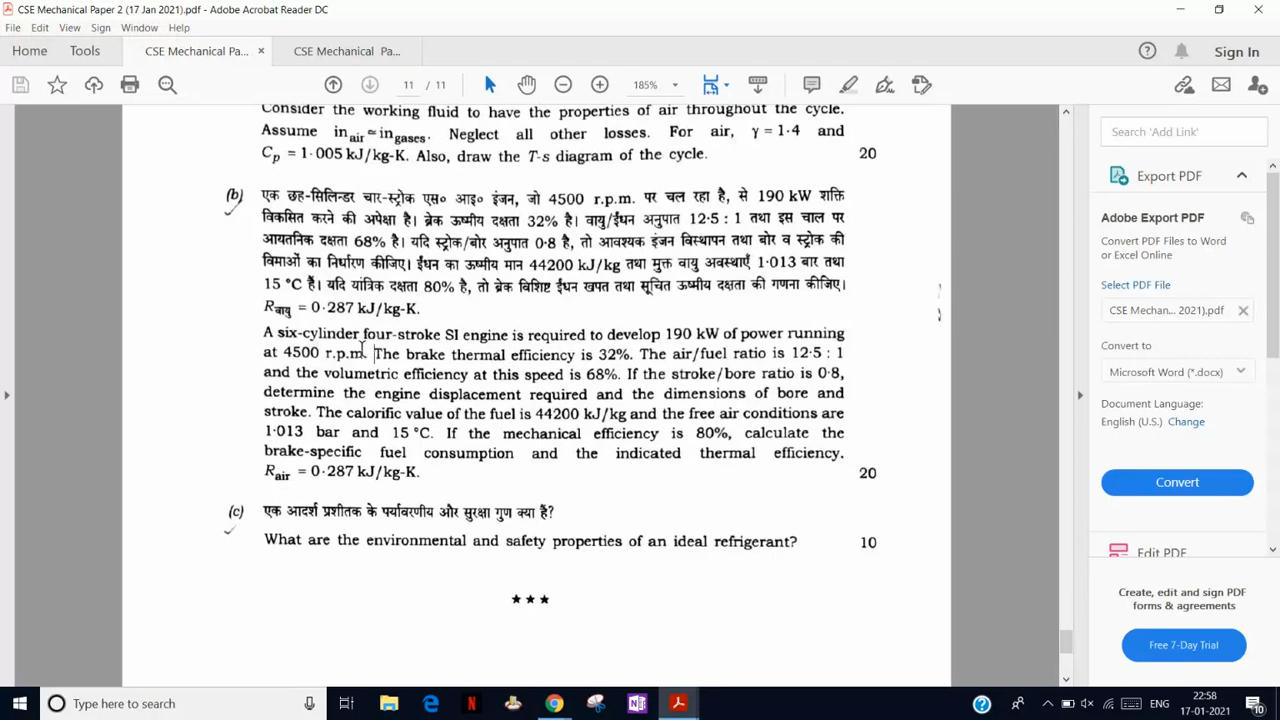 CSE Mechanical Paper 2 (17 Jan 2021).pdf - Adobe Acrobat Reader DC
File Edit View Sign Window Help
Home Tools CSE Mechanical Pa... × CSE Mechanical Pa... Sign In
11 / 11 185%
Consider the working fluid to have the properties of air throughout the cycle.
Assume in_air ≃ in_gases. Neglect all other losses. For air, γ = 1·4 and
C_p = 1·005 kJ/kg-K. Also, draw the T-s diagram of the cycle. 20
(b) एक छह-सिलिन्डर चार-स्ट्रोक एस० आइ० इंजन, जो 4500 r.p.m. पर चल रहा है, से 190 kW शक्ति
विकसित करने की अपेक्षा है। ब्रेक ऊष्मीय दक्षता 32% है। वायु/ईंधन अनुपात 12·5 : 1 तथा इस चाल पर
आयतनिक दक्षता 68% है। यदि स्ट्रोक/बोर अनुपात 0·8 है, तो आवश्यक इंजन विस्थापन तथा बोर व स्ट्रोक की
विमाओं का निर्धारण कीजिए। ईंधन का ऊष्मीय मान 44200 kJ/kg तथा मुक्त वायु अवस्थाएँ 1·013 बार तथा
15 °C हैं। यदि यांत्रिक दक्षता 80% है, तो ब्रेक विशिष्ट ईंधन खपत तथा सूचित ऊष्मीय दक्षता की गणना कीजिए।
R_वायु = 0·287 kJ/kg-K.
A six-cylinder four-stroke SI engine is required to develop 190 kW of power running
at 4500 r.p.m. The brake thermal efficiency is 32%. The air/fuel ratio is 12·5 : 1
and the volumetric efficiency at this speed is 68%. If the stroke/bore ratio is 0·8,
determine the engine displacement required and the dimensions of bore and
stroke. The calorific value of the fuel is 44200 kJ/kg and the free air conditions are
1·013 bar and 15 °C. If the mechanical efficiency is 80%, calculate the
brake-specific fuel consumption and the indicated thermal efficiency.
R_air = 0·287 kJ/kg-K. 20
(c) एक आदर्श प्रशीतक के पर्यावरणीय और सुरक्षा गुण क्या हैं?
What are the environmental and safety properties of an ideal refrigerant? 10
★ ★ ★
Search 'Add Link'
Export PDF
Adobe Export PDF
Convert PDF Files to Word
or Excel Online
Select PDF File
CSE Mechan... 2021).pdf ×
Convert to
Microsoft Word (*.docx)
Document Language:
English (U.S.) Change
Convert
Edit PDF
Create, edit and sign PDF
forms & agreements
Free 7-Day Trial
Type here to search
ENG
22:58
17-01-2021
10